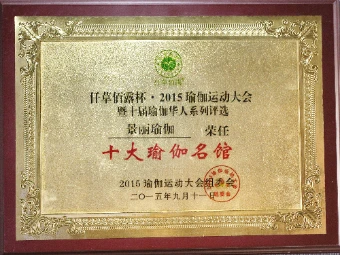 仟草佰露杯·2015瑜伽运动大会
暨十届瑜伽华人系列评选
景丽瑜伽 荣任
十大瑜伽名馆
2015瑜伽运动大会组委会
二〇一五年九月十一日